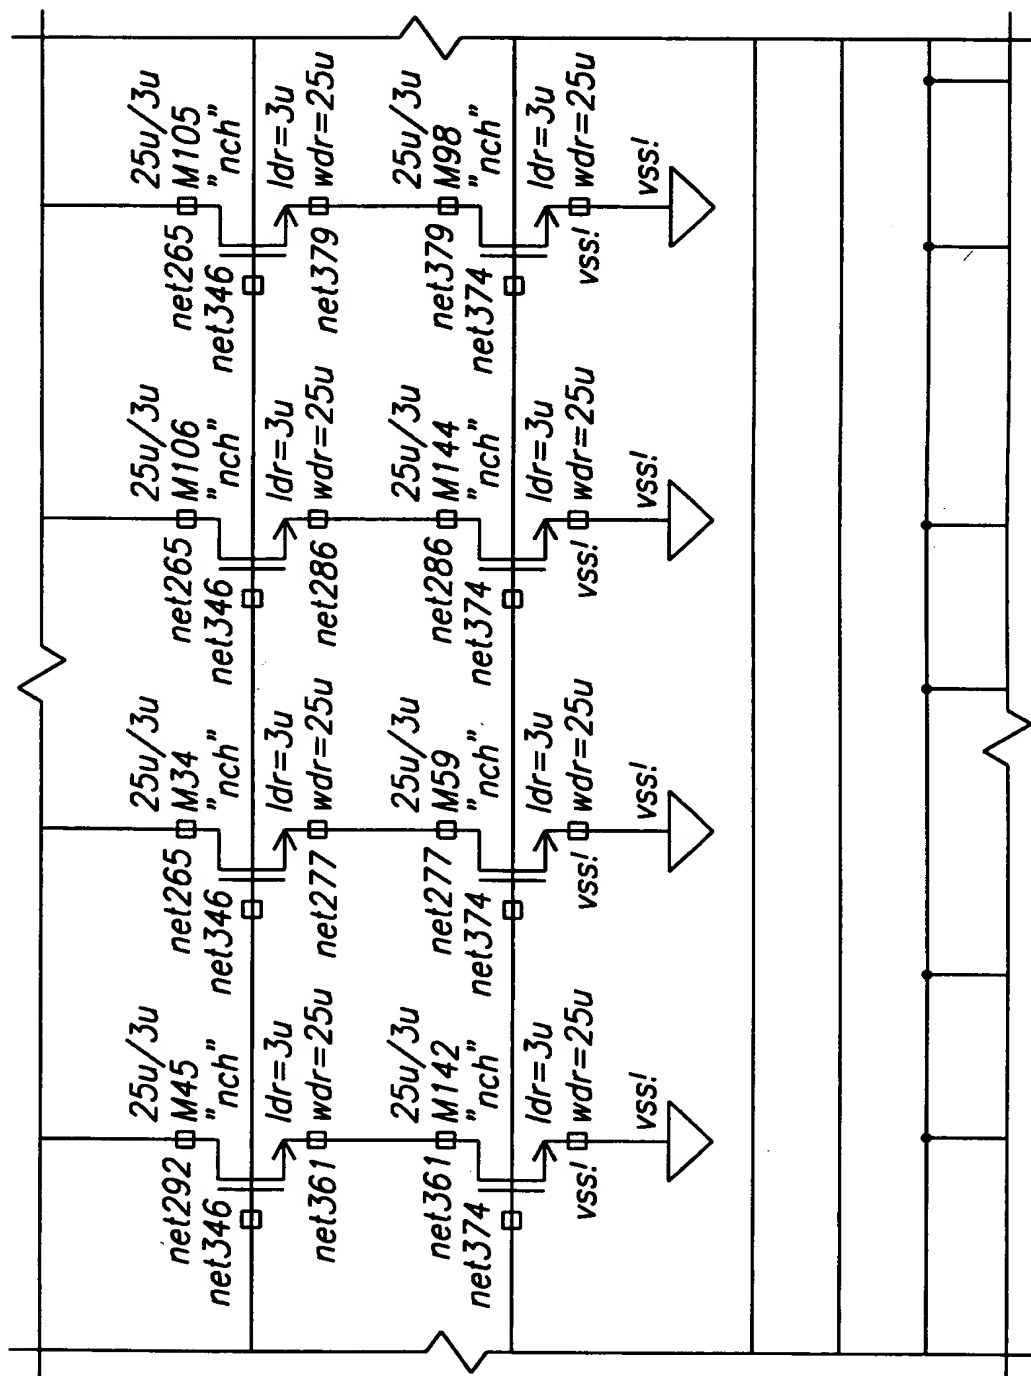 25u/3u
net292 M45
net346 "nch"
ldr=3u
net361 wdr=25u
25u/3u
net265 M34
net346 "nch"
ldr=3u
net277 wdr=25u
25u/3u
net265 M106
net346 "nch"
ldr=3u
net286 wdr=25u
25u/3u
net265 M105
net346 "nch"
ldr=3u
net379 wdr=25u
25u/3u
net361 M142
net374 "nch"
ldr=3u
vss! wdr=25u
vss!
25u/3u
net277 M59
net374 "nch"
ldr=3u
vss! wdr=25u
vss!
25u/3u
net286 M144
net374 "nch"
ldr=3u
vss! wdr=25u
vss!
25u/3u
net379 M98
net374 "nch"
ldr=3u
vss! wdr=25u
vss!